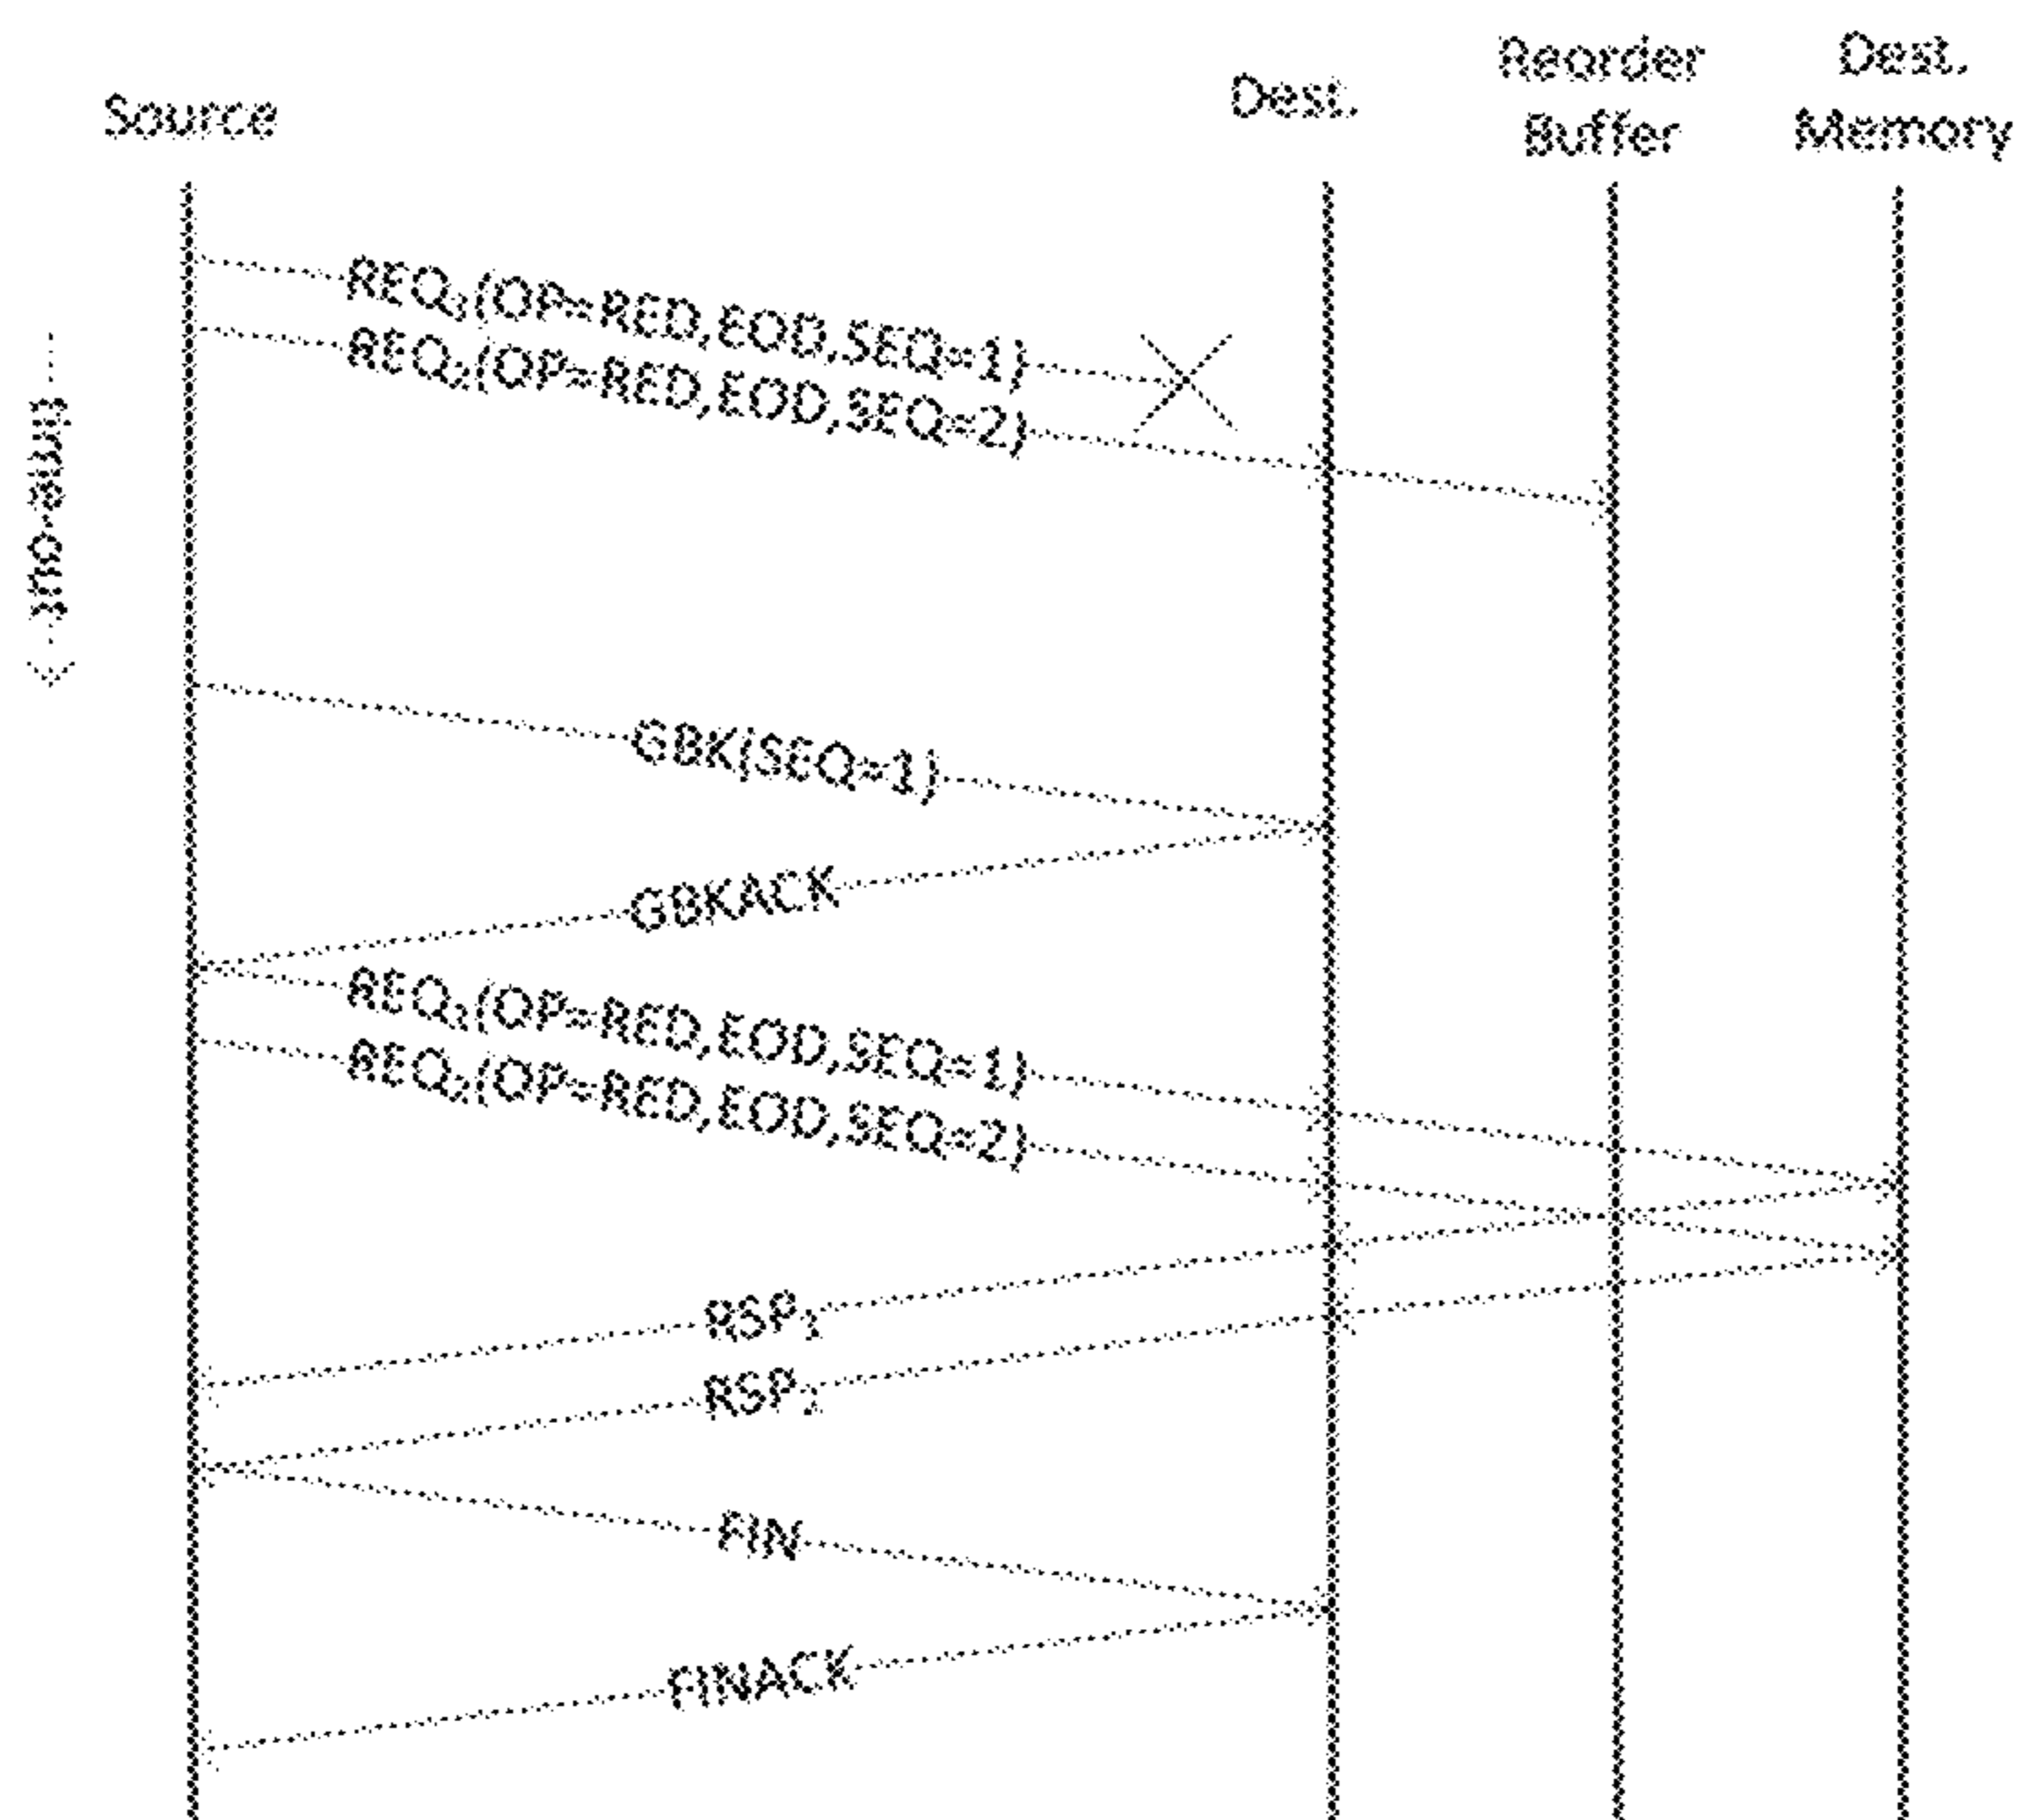 Source
Dest.
Reorder
Buffer
Dest.
Memory
time-out
REQ₁(OP=RED,EOD,SEQ=1)
REQ₂(OP=RED,EOD,SEQ=2)
GBK(SEQ=1)
GBKACK
REQ₁(OP=RED,EOD,SEQ=1)
REQ₂(OP=RED,EOD,SEQ=2)
RSP₁
RSP₂
FIN
FINACK